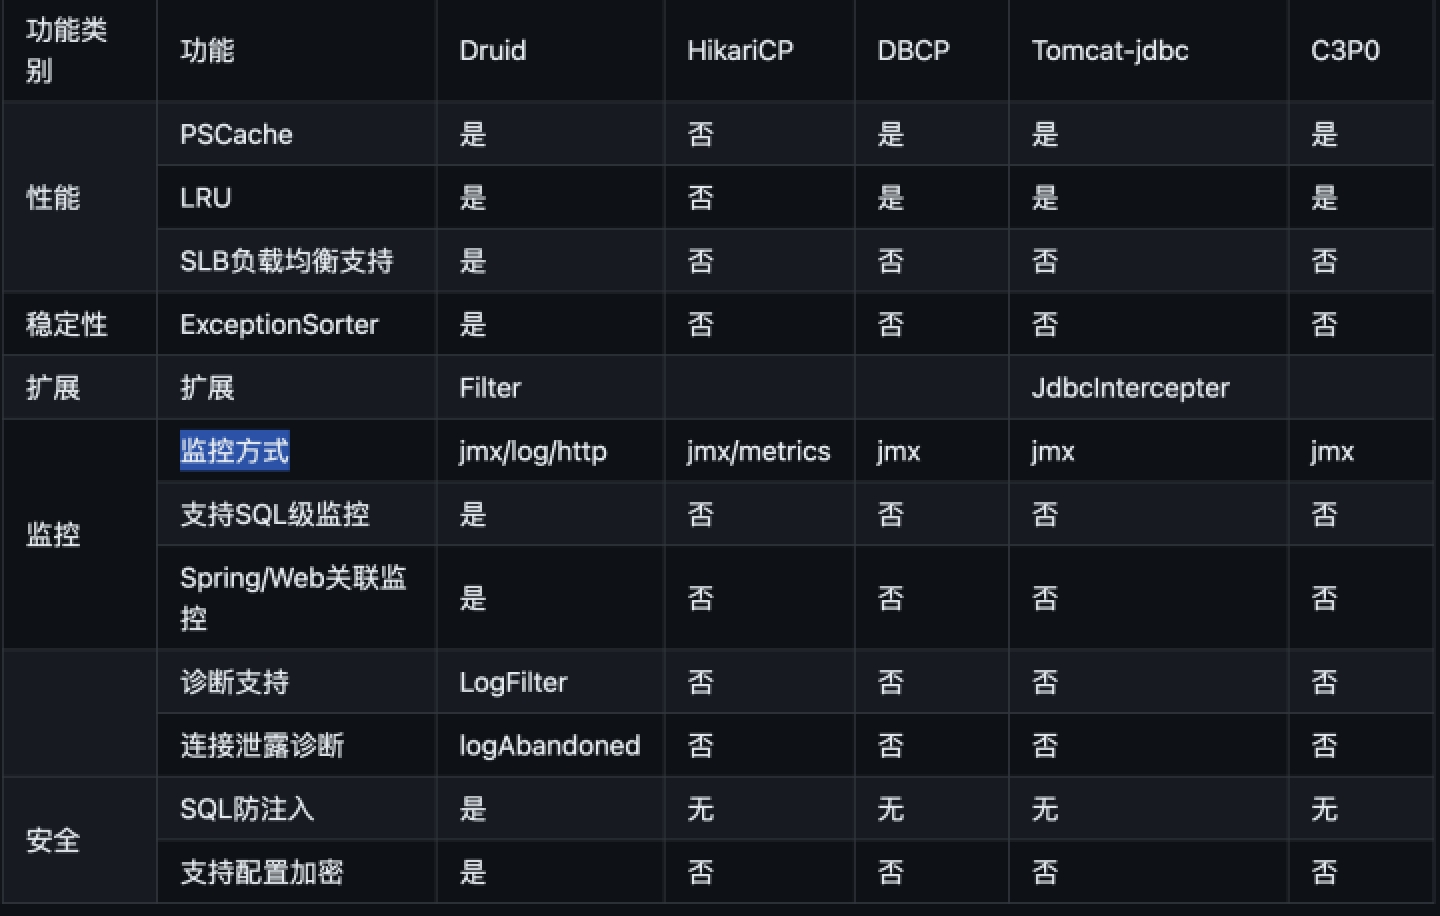 功能类别 功能 Druid HikariCP DBCP Tomcat-jdbc C3P0
性能 PSCache 是 否 是 是 是
LRU 是 否 是 是 是
SLB负载均衡支持 是 否 否 否 否
稳定性 ExceptionSorter 是 否 否 否 否
扩展 扩展 Filter JdbcIntercepter
监控 监控方式 jmx/log/http jmx/metrics jmx jmx jmx
支持SQL级监控 是 否 否 否 否
Spring/Web关联监控 是 否 否 否 否
诊断支持 LogFilter 否 否 否 否
连接泄露诊断 logAbandoned 否 否 否 否
安全 SQL防注入 是 无 无 无 无
支持配置加密 是 否 否 否 否